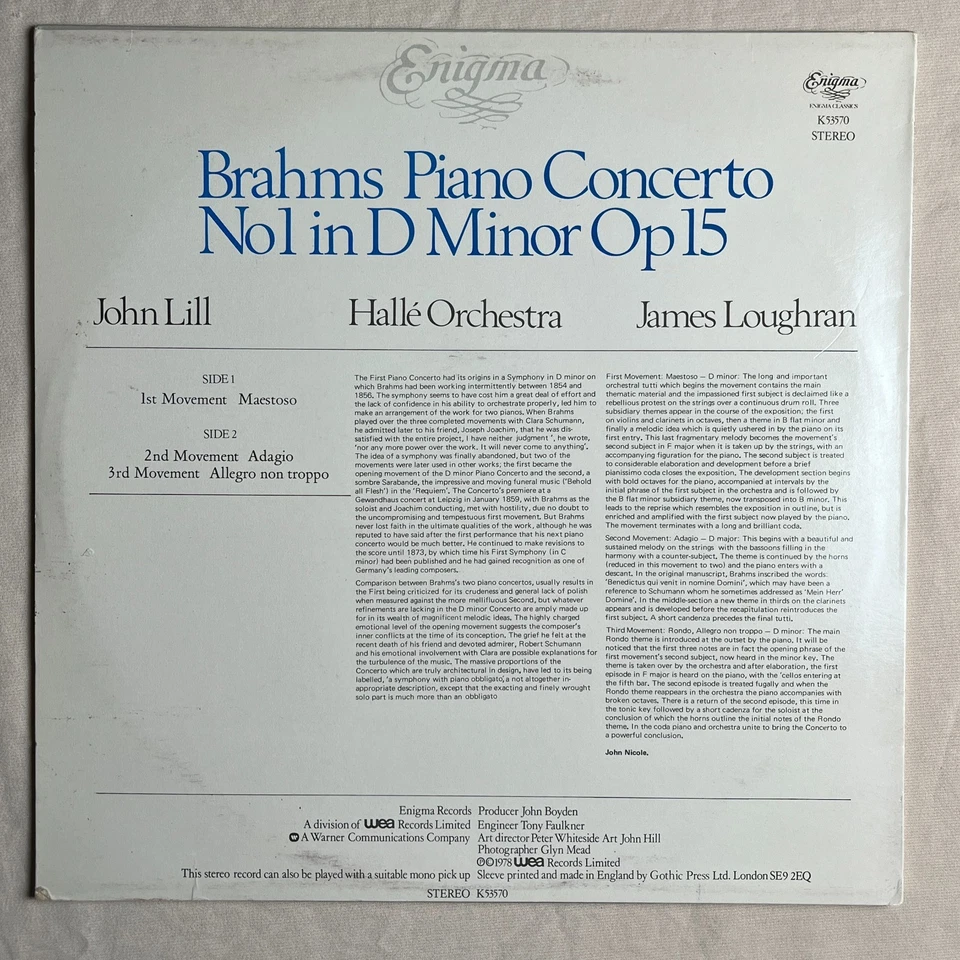 Enigma
Enigma
ENIGMA CLASSICS
K53570
STEREO
Brahms Piano Concerto
No1 in D Minor Op15
John Lill
Hallé Orchestra
James Loughran
SIDE 1
1st Movement Maestoso
SIDE 2
2nd Movement Adagio
3rd Movement Allegro non troppo
The First Piano Concerto had its origins in a Symphony in D minor on
which Brahms had been working intermittently between 1854 and
1856. The symphony seems to have cost him a great deal of effort and
the lack of confidence in his ability to orchestrate properly, led him to
make an arrangement of the work for two pianos. When Brahms
played over the three completed movements with Clara Schumann,
he admitted later to his friend, Joseph Joachim, that he was dis-
satisfied with the entire project, I have neither judgment ', he wrote,
'nor any more power over the work. It will never come to anything'.
The idea of a symphony was finally abandoned, but two of the
movements were later used in other works; the first became the
opening movement of the D minor Piano Concerto and the second, a
sombre Sarabande, the impressive and moving funeral music ('Behold
all Flesh') in the 'Requiem'. The Concerto's premiere at a
Gewandhaus concert at Leipzig in January 1859, with Brahms as the
soloist and Joachim conducting, met with hostility, due no doubt to
the uncompromising and tempestuous first movement. But Brahms
never lost faith in the ultimate qualities of the work, although he was
reputed to have said after the first performance that his next piano
concerto would be much better. He continued to make revisions to
the score until 1873, by which time his First Symphony (in C
minor) had been published and he had gained recognition as one of
Germany's leading composers.
Comparison between Brahms's two piano concertos, usually results in
the First being criticized for its crudeness and general lack of polish
when measured against the more mellifluous Second, but whatever
refinements are lacking in the D minor Concerto are amply made up
for in its wealth of magnificent melodic ideas. The highly charged
emotional level of the opening movement suggests the composer's
inner conflicts at the time of its conception. The grief he felt at the
recent death of his friend and devoted admirer, Robert Schumann
and his emotional involvement with Clara are possible explanations for
the turbulence of the music. The massive proportions of the
Concerto which are truly architectural in design, have led to its being
labelled, 'a symphony with piano obbligato', a not altogether in-
appropriate description, except that the exacting and finely wrought
solo part is much more than an obbligato
First Movement: Maestoso – D minor: The long and important
orchestral tutti which begins the movement contains the main
thematic material and the impassioned first subject is declaimed like a
rebellious protest on the strings over a continuous drum roll. Three
subsidiary themes appear in the course of the exposition; the first
on violins and clarinets in octaves, then a theme in B flat minor and
finally a melodic idea which is quietly ushered in by the piano on its
first entry. This last fragmentary melody becomes the movement's
second subject in F major when it is taken up by the strings, with an
accompanying figuration for the piano. The second subject is treated
to considerable elaboration and development before a brief
pianissimo coda closes the exposition. The development section begins
with bold octaves for the piano, accompanied at intervals by the
initial phrase of the first subject in the orchestra and is followed by
the B flat minor subsidiary theme, now transposed into B minor. This
leads to the reprise which resembles the exposition in outline, but is
enriched and amplified with the first subject now played by the piano.
The movement terminates with a long and brilliant coda.
Second Movement: Adagio – D major: This begins with a beautiful and
sustained melody on the strings with the bassoons filling in the
harmony with a counter-subject. The theme is continued by the horns
(reduced in this movement to two) and the piano enters with a
descant. In the original manuscript, Brahms inscribed the words:
'Benedictus qui venit in nomine Domini', which may have been a
reference to Schumann whom he sometimes addressed as 'Mein Herr'
Domine'. In the middle-section a new theme in thirds on the clarinets
appears and is developed before the recapitulation reintroduces the
first subject. A short cadenza precedes the final tutti.
Third Movement: Rondo, Allegro non troppo – D minor: The main
Rondo theme is introduced at the outset by the piano. It will be
noticed that the first three notes are in fact the opening phrase of the
first movement's second subject, now heard in the minor key. The
theme is taken over by the orchestra and after elaboration, the first
episode in F major is heard on the piano, with the 'cellos entering at
the fifth bar. The second episode is treated fugally and when the
Rondo theme reappears in the orchestra the piano accompanies with
broken octaves. There is a return of the second episode, this time in
the tonic key followed by a short cadenza for the soloist at the
conclusion of which the horns outline the initial notes of the Rondo
theme. In the coda piano and orchestra unite to bring the Concerto to
a powerful conclusion.
John Nicole.
Enigma Records Producer John Boyden
A division of wea Records Limited Engineer Tony Faulkner
A Warner Communications Company Art director Peter Whiteside Art John Hill
Photographer Glyn Mead
℗©1978 wea Records Limited
This stereo record can also be played with a suitable mono pick up Sleeve printed and made in England by Gothic Press Ltd. London SE9 2EQ
STEREO K53570